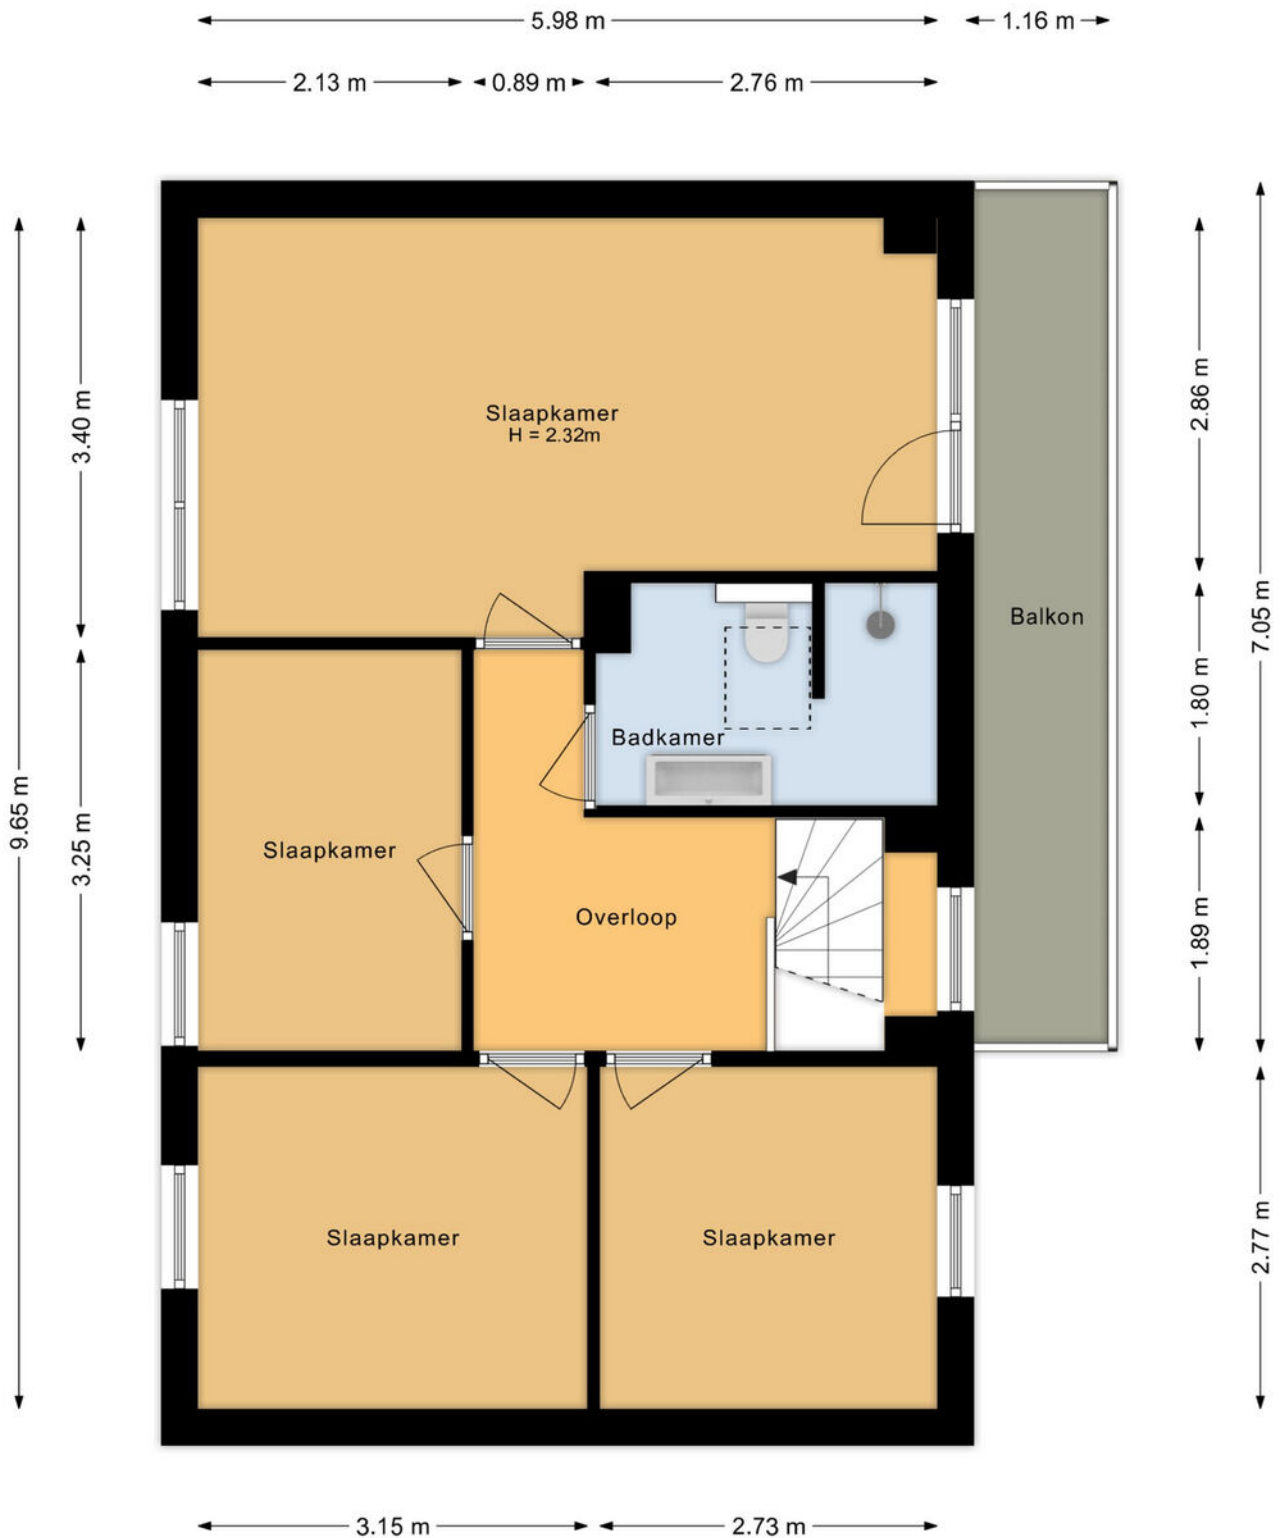 5.98 m
1.16 m
2.13 m
0.89 m
2.76 m
3.40 m
2.86 m
Slaapkamer
H = 2.32m
Balkon
7.05 m
1.80 m
Badkamer
9.65 m
3.25 m
Slaapkamer
Overloop
1.89 m
Slaapkamer
Slaapkamer
2.77 m
3.15 m
2.73 m